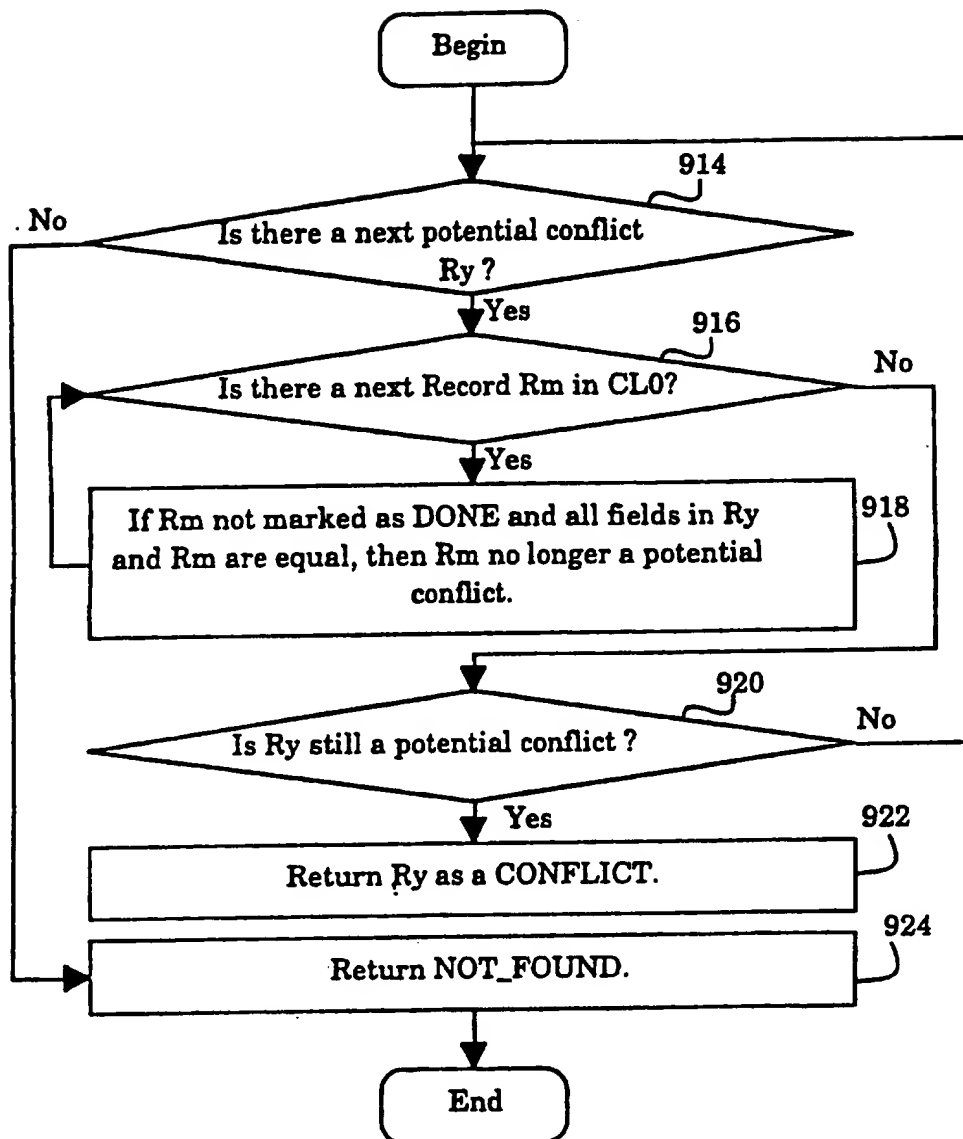 Begin
914
No
Is there a next potential conflict
Ry ?
Yes
916
No
Is there a next Record Rm in CL0?
Yes
If Rm not marked as DONE and all fields in Ry
and Rm are equal, then Rm no longer a potential
conflict.
918
920
No
Is Ry still a potential conflict ?
Yes
922
Return Ry as a CONFLICT.
924
Return NOT_FOUND.
End